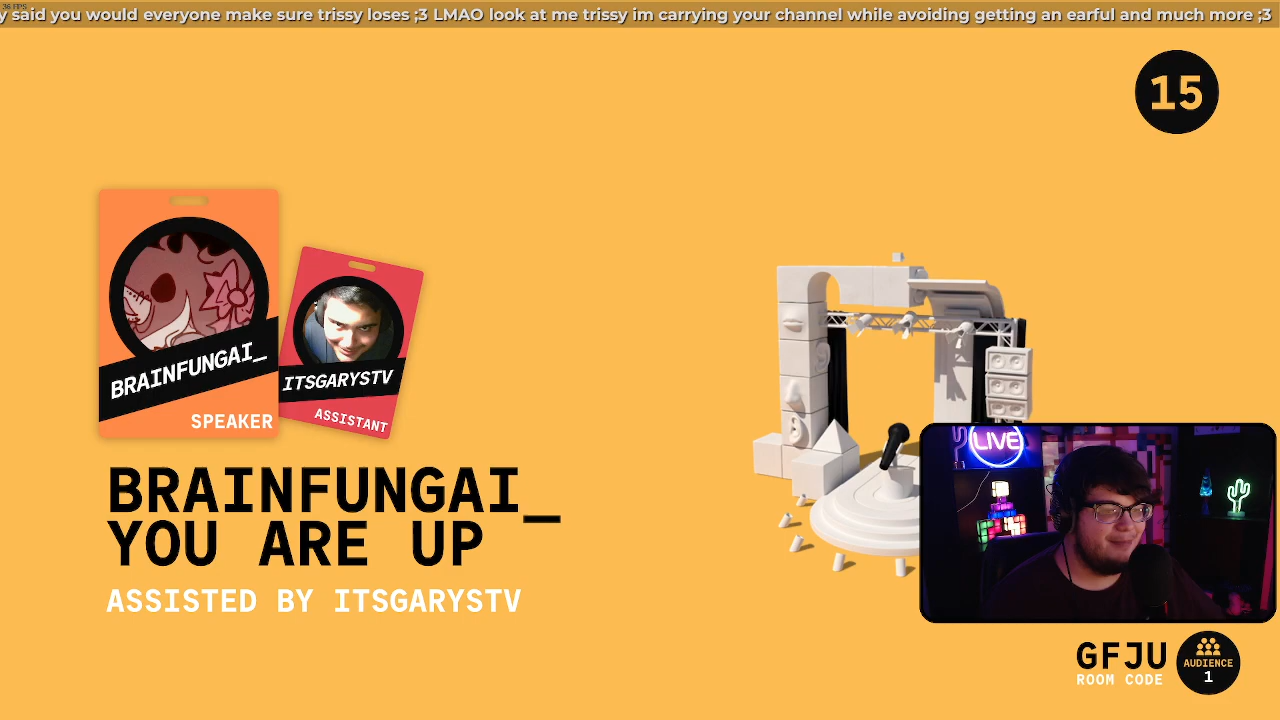 36 FPS
y said you would everyone make sure trissy loses ;3 LMAO look at me trissy im carrying your channel while avoiding getting an earful and much more ;3
15
BRAINFUNGAI_
SPEAKER
ITSGARYSTV
ASSISTANT
BRAINFUNGAI_
YOU ARE UP
ASSISTED BY ITSGARYSTV
LIVE
GFJU
ROOM CODE
AUDIENCE
1